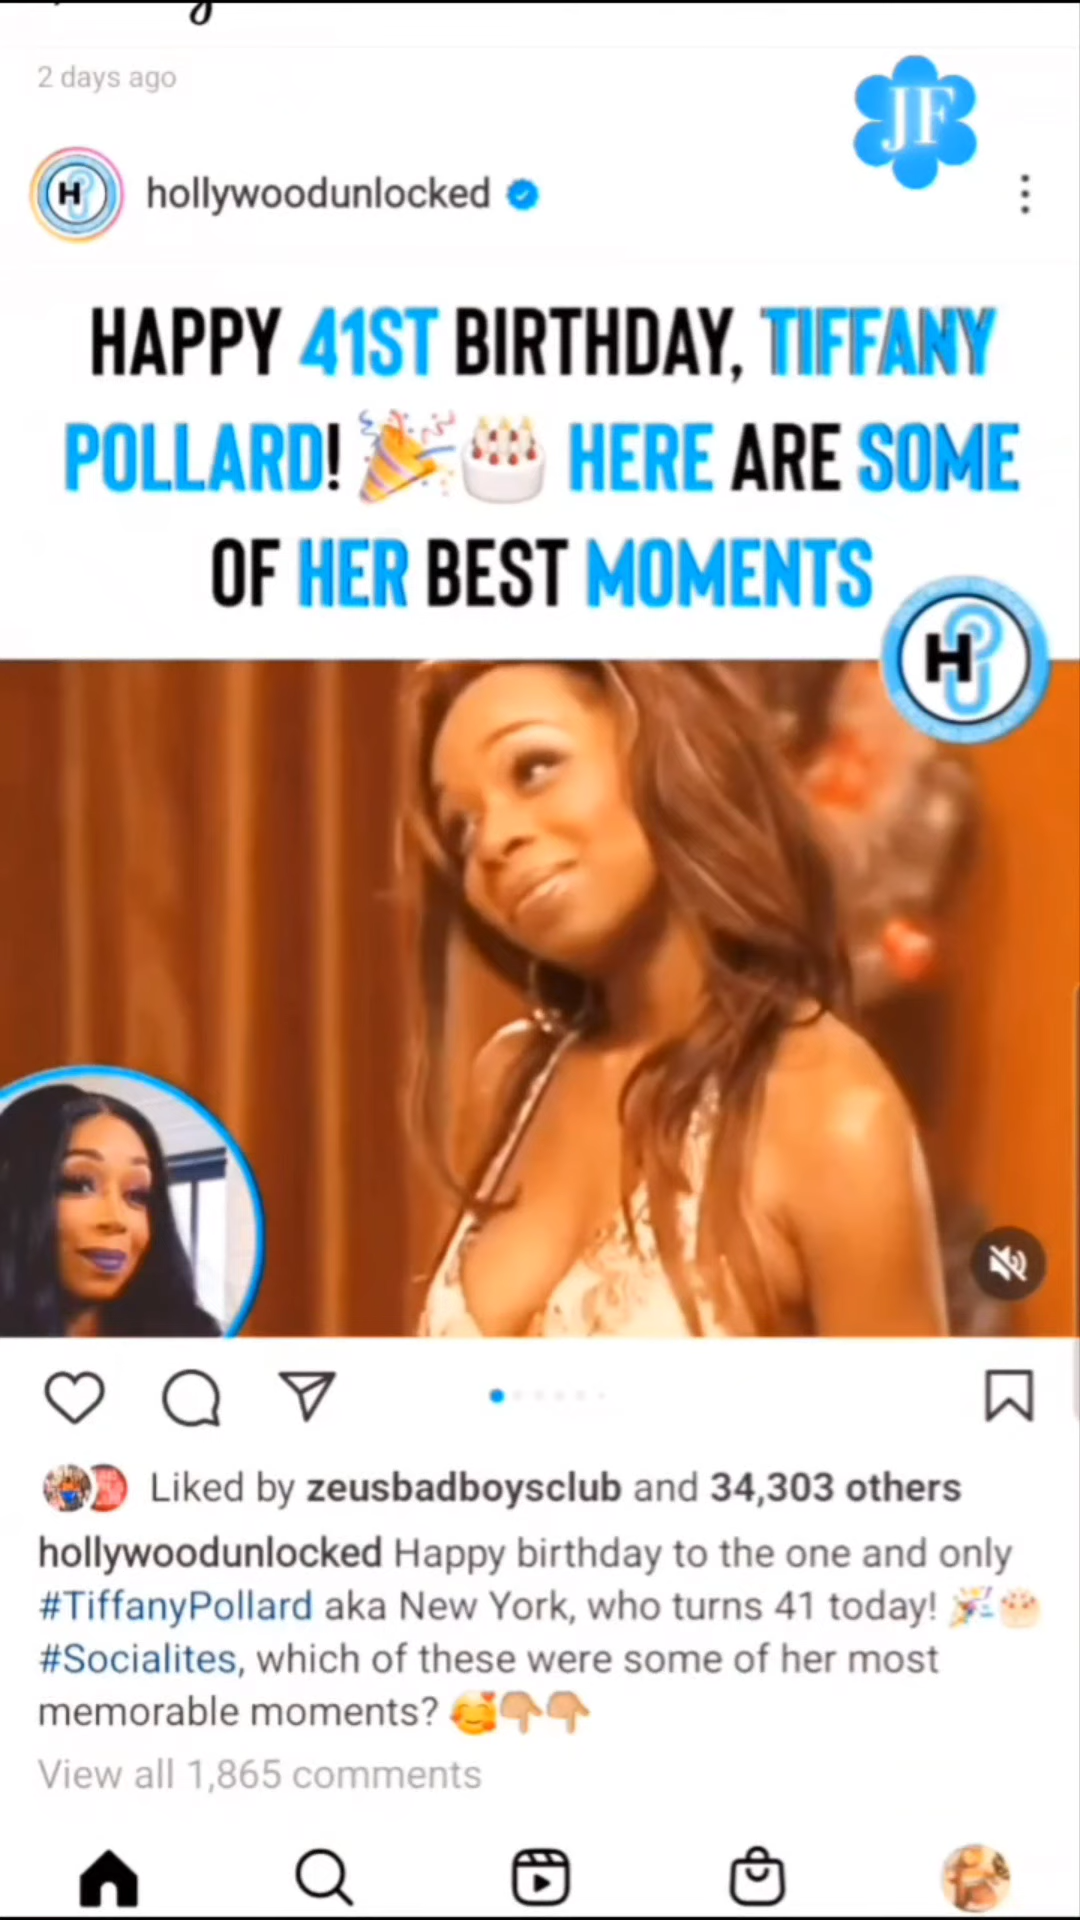 2 days ago
JF
H
hollywoodunlocked
HAPPY 41ST BIRTHDAY, TIFFANY
POLLARD! 🎉🎂 HERE ARE SOME
OF HER BEST MOMENTS
H
Liked by zeusbadboysclub and 34,303 others
hollywoodunlocked Happy birthday to the one and only
#TiffanyPollard aka New York, who turns 41 today! 🎉🎂
#Socialites, which of these were some of her most
memorable moments? 🥰👇🏼👇🏼
View all 1,865 comments